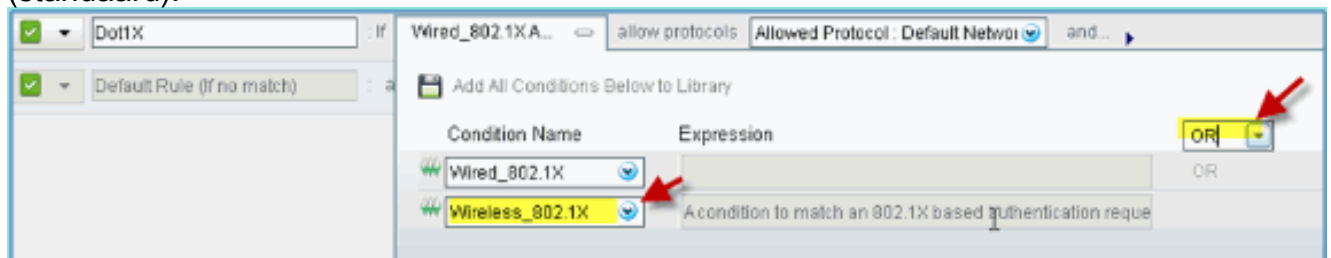 (standaard).
Dot1X : If Wired_802.1X A... allow protocols Allowed Protocol : Default Networ and...
Default Rule (If no match) : a Add All Conditions Below to Library
Condition Name Expression OR
Wired_802.1X OR
Wireless_802.1X A condition to match an 802.1X based authentication reque